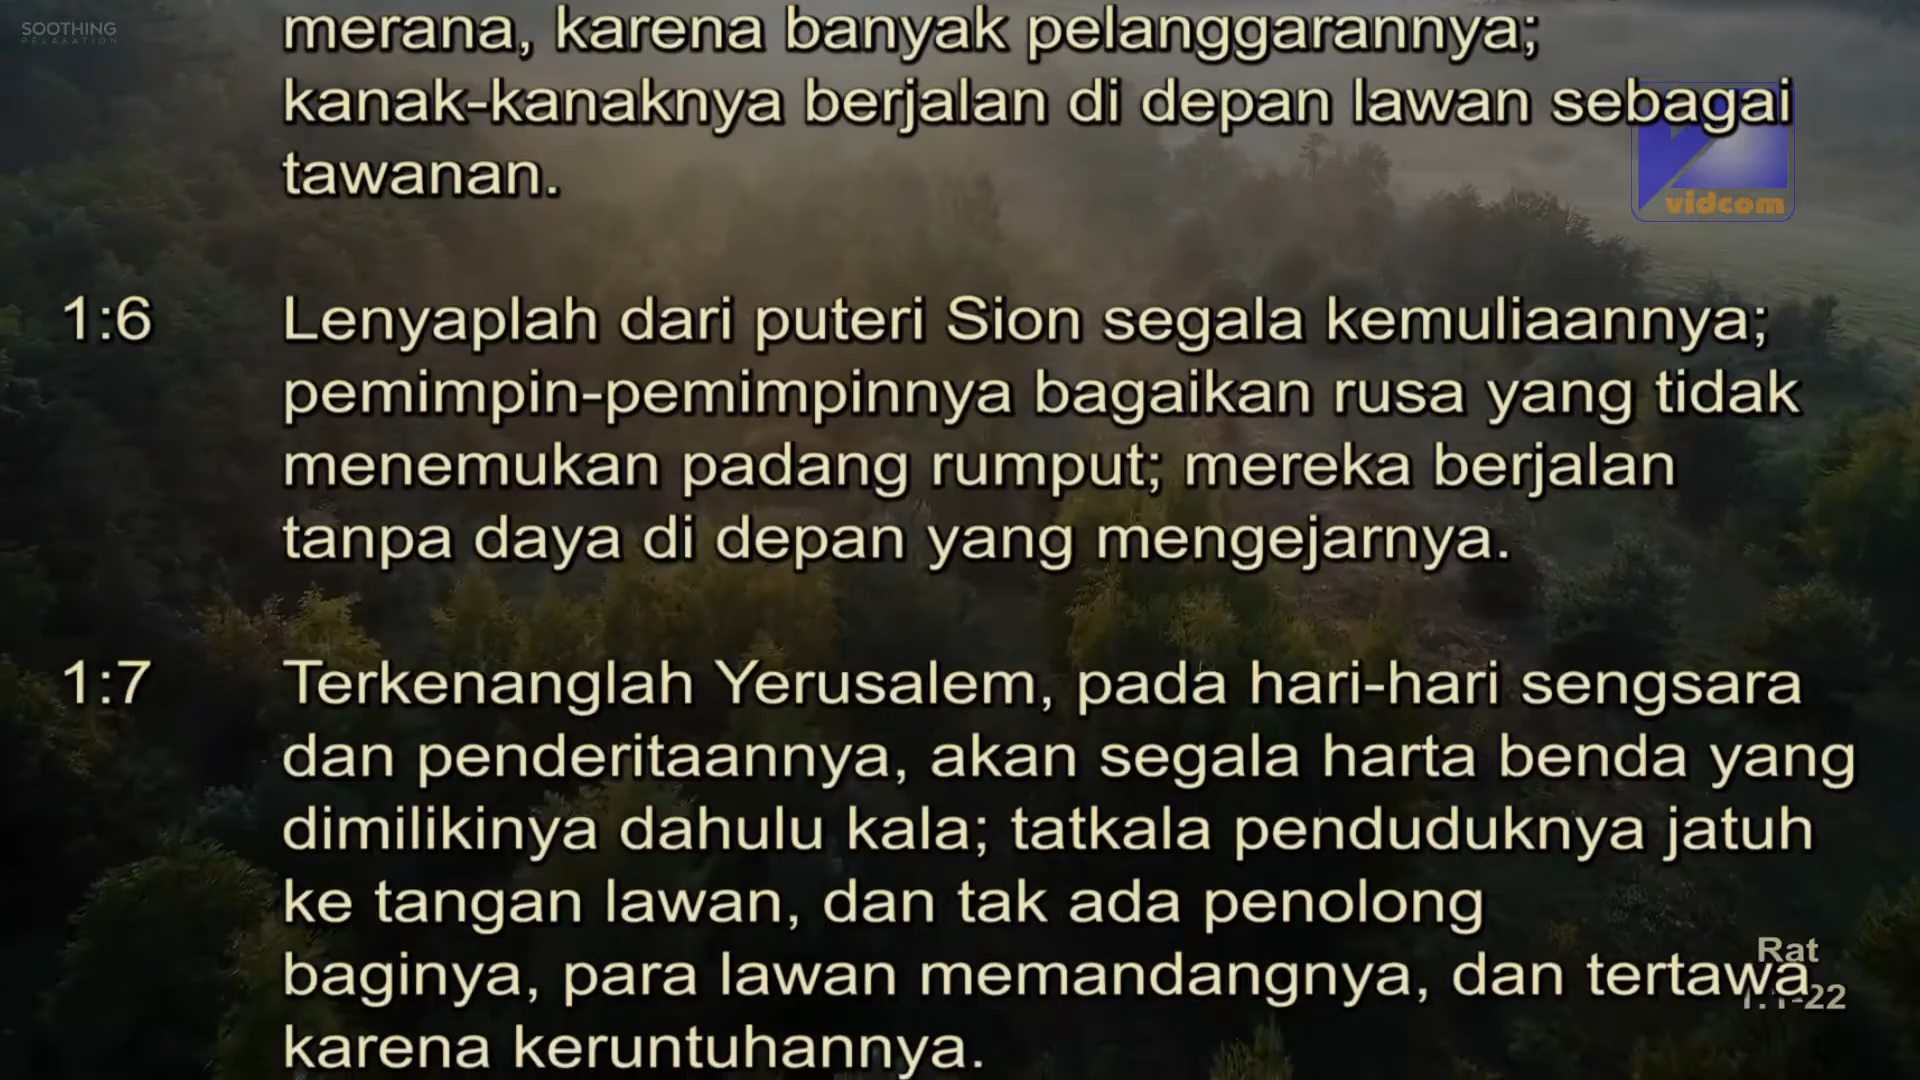 SOOTHING
RELAXATION
merana, karena banyak pelanggarannya;
kanak-kanaknya berjalan di depan lawan sebagai
tawanan.
vidcom
1:6 Lenyaplah dari puteri Sion segala kemuliaannya;
pemimpin-pemimpinnya bagaikan rusa yang tidak
menemukan padang rumput; mereka berjalan
tanpa daya di depan yang mengejarnya.
1:7 Terkenanglah Yerusalem, pada hari-hari sengsara
dan penderitaannya, akan segala harta benda yang
dimilikinya dahulu kala; tatkala penduduknya jatuh
ke tangan lawan, dan tak ada penolong
baginya, para lawan memandangnya, dan tertawa
karena keruntuhannya.
Rat
1:1-22